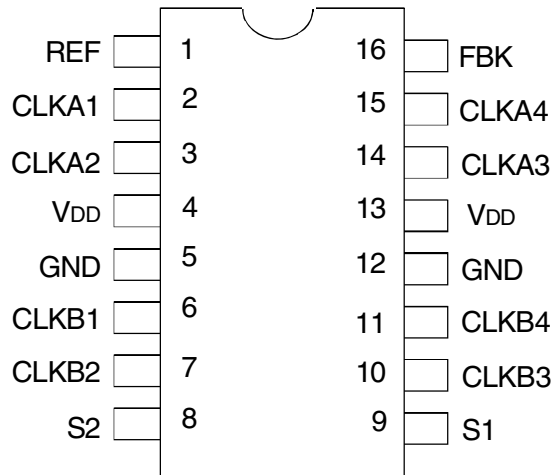 REF 1 16 FBK
CLKA1 2 15 CLKA4
CLKA2 3 14 CLKA3
VDD 4 13 VDD
GND 5 12 GND
CLKB1 6 11 CLKB4
CLKB2 7 10 CLKB3
S2 8 9 S1